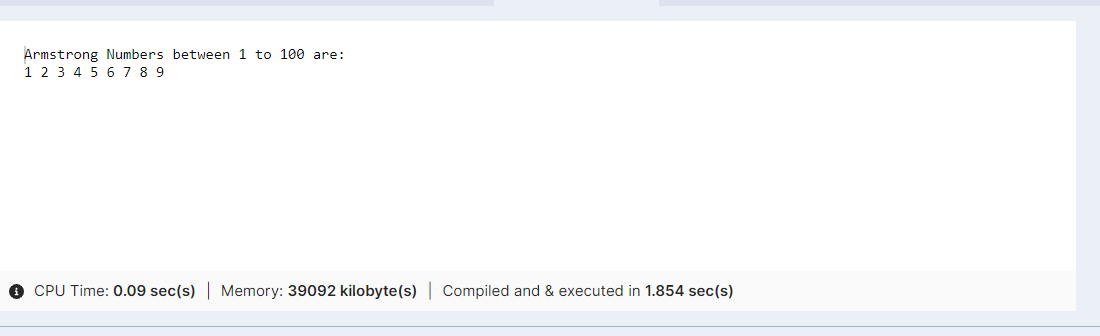 Armstrong Numbers between 1 to 100 are:
1 2 3 4 5 6 7 8 9
CPU Time: 0.09 sec(s) | Memory: 39092 kilobyte(s) | Compiled and & executed in 1.854 sec(s)